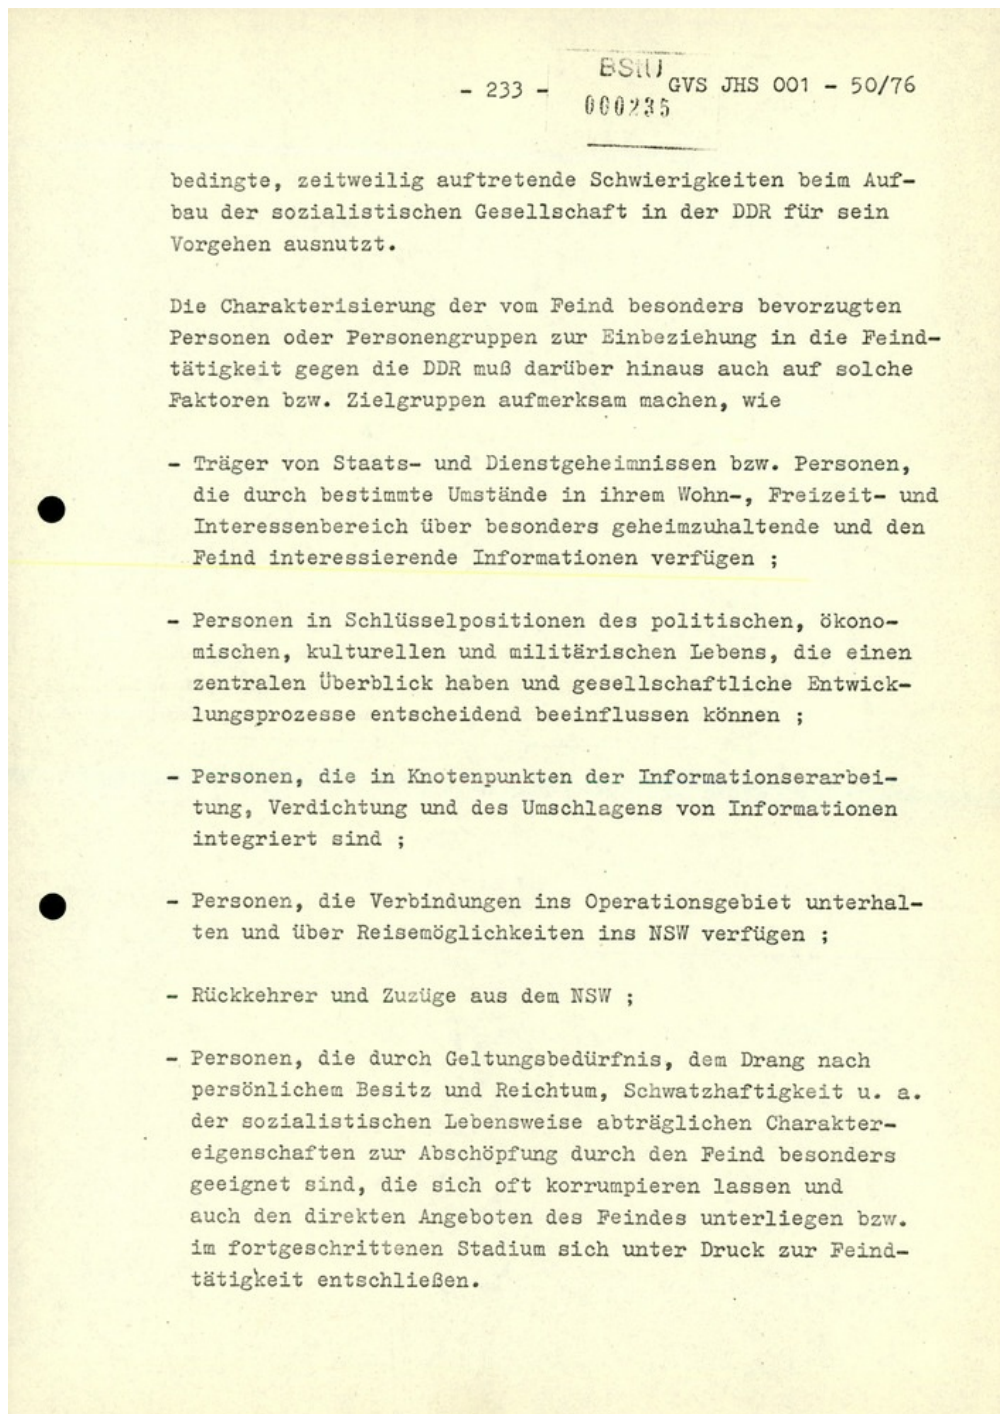 BStU
- 233 - GVS JHS 001 - 50/76
000235
bedingte, zeitweilig auftretende Schwierigkeiten beim Auf-
bau der sozialistischen Gesellschaft in der DDR für sein
Vorgehen ausnutzt.
Die Charakterisierung der vom Feind besonders bevorzugten
Personen oder Personengruppen zur Einbeziehung in die Feind-
tätigkeit gegen die DDR muß darüber hinaus auch auf solche
Faktoren bzw. Zielgruppen aufmerksam machen, wie
- Träger von Staats- und Dienstgeheimnissen bzw. Personen,
die durch bestimmte Umstände in ihrem Wohn-, Freizeit- und
Interessenbereich über besonders geheimzuhaltende und den
Feind interessierende Informationen verfügen ;
- Personen in Schlüsselpositionen des politischen, ökono-
mischen, kulturellen und militärischen Lebens, die einen
zentralen Überblick haben und gesellschaftliche Entwick-
lungsprozesse entscheidend beeinflussen können ;
- Personen, die in Knotenpunkten der Informationserarbei-
tung, Verdichtung und des Umschlagens von Informationen
integriert sind ;
- Personen, die Verbindungen ins Operationsgebiet unterhal-
ten und über Reisemöglichkeiten ins NSW verfügen ;
- Rückkehrer und Zuzüge aus dem NSW ;
- Personen, die durch Geltungsbedürfnis, dem Drang nach
persönlichem Besitz und Reichtum, Schwatzhaftigkeit u. a.
der sozialistischen Lebensweise abträglichen Charakter-
eigenschaften zur Abschöpfung durch den Feind besonders
geeignet sind, die sich oft korrumpieren lassen und
auch den direkten Angeboten des Feindes unterliegen bzw.
im fortgeschrittenen Stadium sich unter Druck zur Feind-
tätigkeit entschließen.